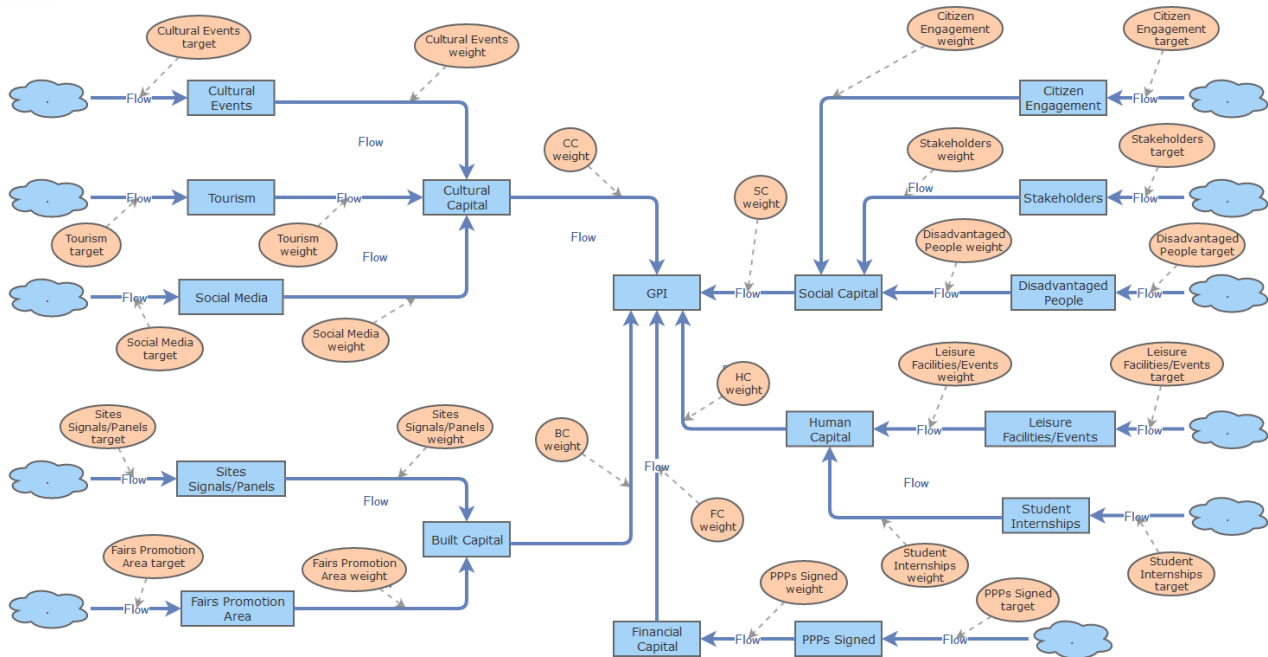 Cultural Events
target
Cultural Events
weight
Citizen
Engagement
weight
Citizen
Engagement
target
.
Flow
Cultural
Events
Flow
CC
weight
Citizen
Engagement
Flow
.
Stakeholders
weight
Stakeholders
target
.
Flow
Tourism
Flow
Cultural
Capital
SC
weight
Flow
Stakeholders
Flow
.
Tourism
target
Tourism
weight
Flow
Flow
Disadvantaged
People weight
Disadvantaged
People target
.
Flow
Social Media
GPI
Flow
Social Capital
Flow
Disadvantaged
People
Flow
.
Social Media
target
Social Media
weight
HC
weight
Leisure
Facilities/Events
weight
Leisure
Facilities/Events
target
Sites
Signals/Panels
target
Sites
Signals/Panels
weight
BC
weight
Human
Capital
Flow
Leisure
Facilities/Events
Flow
.
.
Flow
Sites
Signals/Panels
Flow
Flow
Flow
FC
weight
Student
Internships
Flow
.
Fairs Promotion
Area target
Fairs Promotion
Area weight
Built Capital
Student
Internships
weight
Student
Internships
target
.
Flow
Fairs Promotion
Area
PPPs Signed
weight
PPPs Signed
target
Financial
Capital
Flow
PPPs Signed
Flow
.